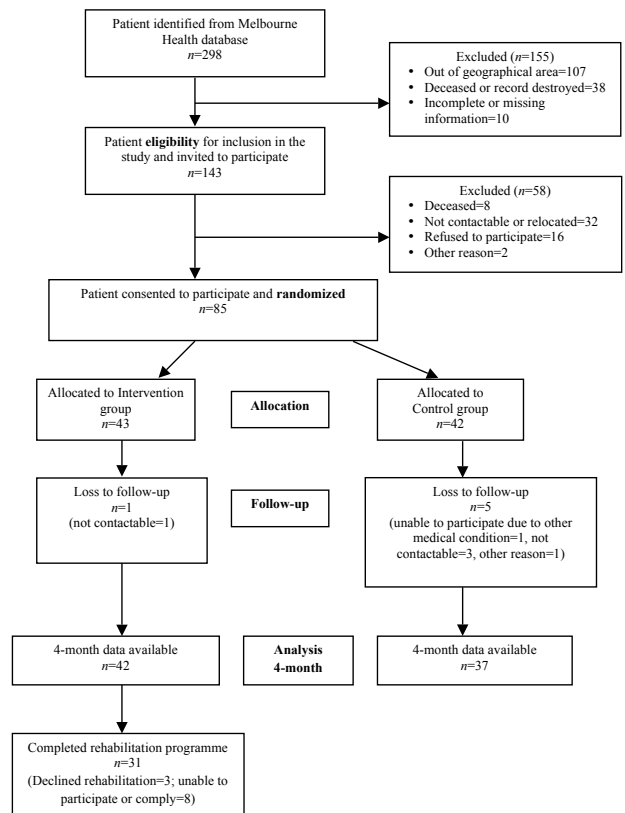 Patient identified from Melbourne
Health database
n=298
Excluded (n=155)
• Out of geographical area=107
• Deceased or record destroyed=38
• Incomplete or missing
information=10
Patient eligibility for inclusion in the
study and invited to participate
n=143
Excluded (n=58)
• Deceased=8
• Not contactable or relocated=32
• Refused to participate=16
• Other reason=2
Patient consented to participate and randomized
n=85
Allocated to Intervention
group
n=43
Allocation
Allocated to
Control group
n=42
Loss to follow-up
n=1
(not contactable=1)
Follow-up
Loss to follow-up
n=5
(unable to participate due to other
medical condition=1, not
contactable=3, other reason=1)
4-month data available
n=42
Analysis
4-month
4-month data available
n=37
Completed rehabilitation programme
n=31
(Declined rehabilitation=3; unable to
participate or comply=8)